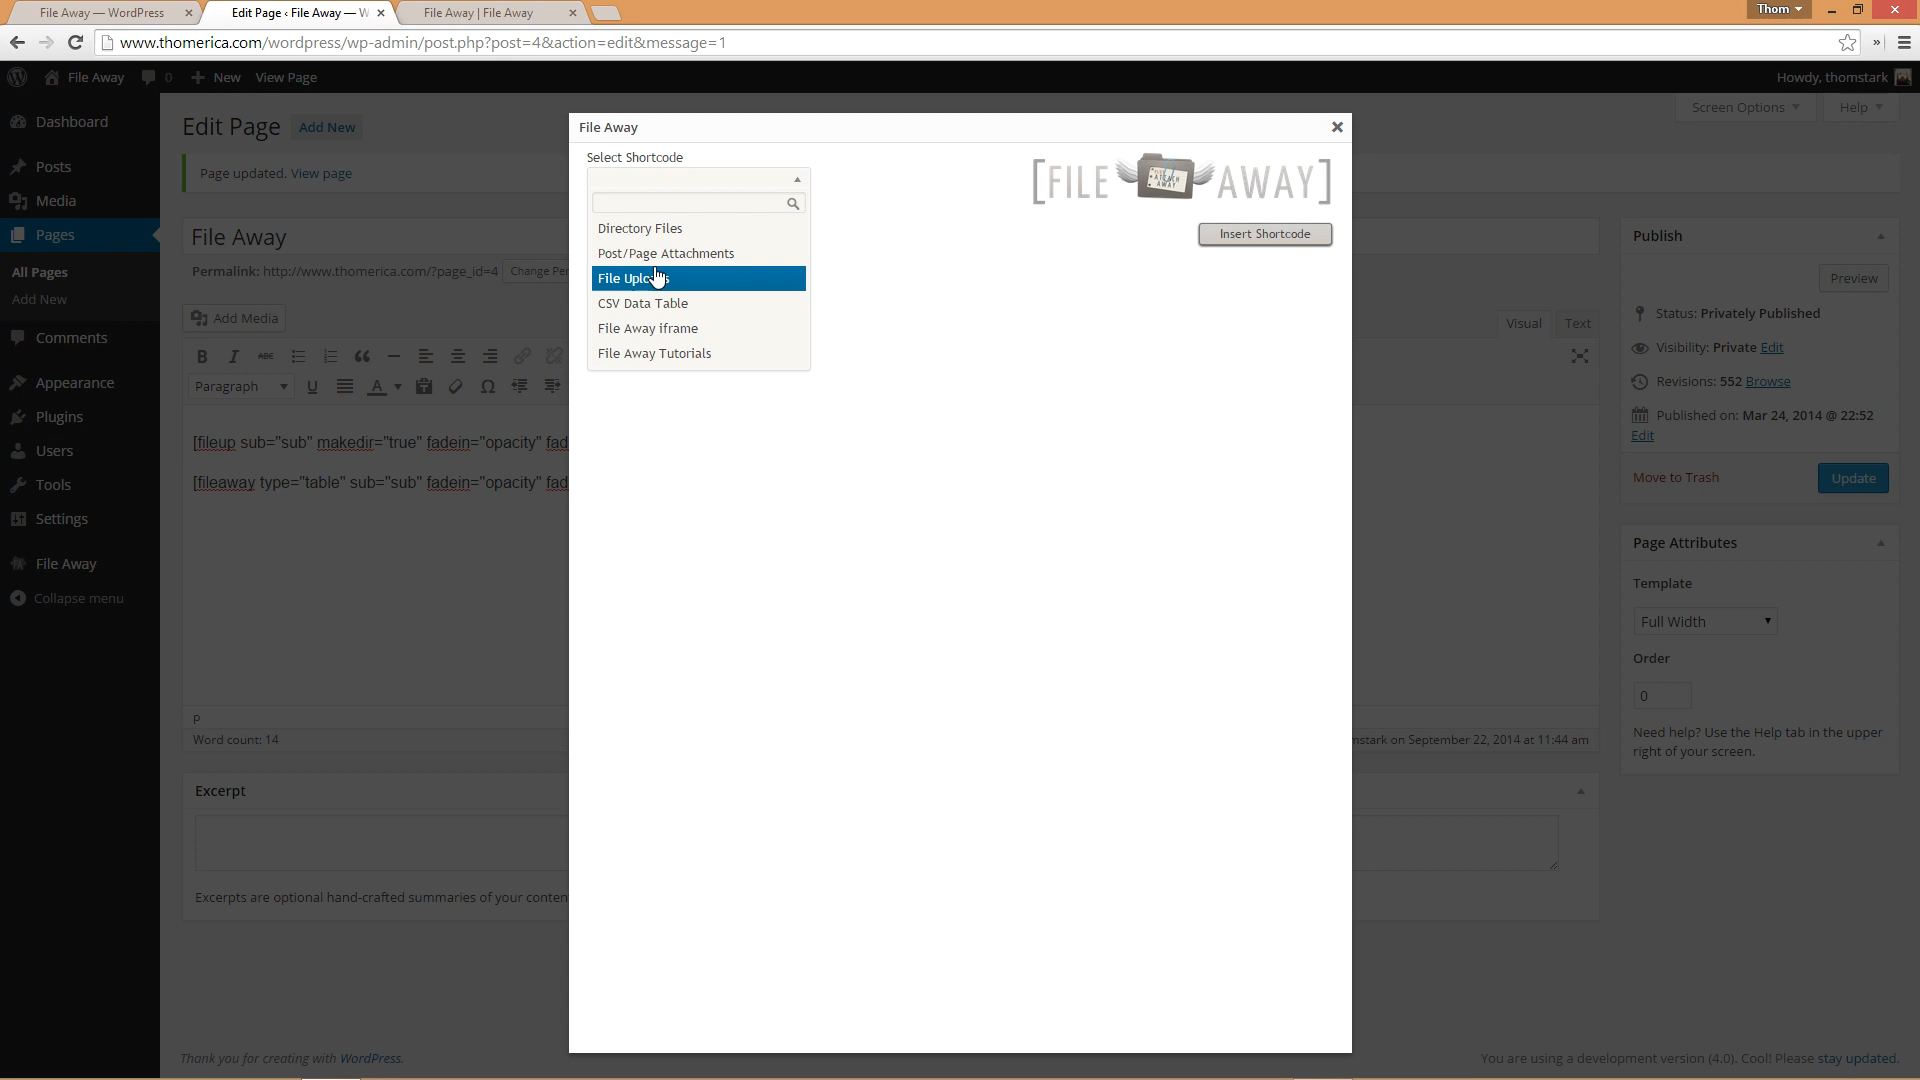 File Away — WordPress
Edit Page ‹ File Away — W
File Away | File Away
Thom
www.thomerica.com/wordpress/wp-admin/post.php?post=4&action=edit&message=1
File Away
0
New
View Page
Howdy, thomstark
Dashboard
Posts
Media
Pages
All Pages
Add New
Comments
Appearance
Plugins
Users
Tools
Settings
File Away
Collapse menu
Screen Options
Help
Edit Page
Add New
Page updated. View page
File Away
Permalink: http://www.thomerica.com/?page_id=4
Change Per
Add Media
Visual
Text
B I ABC
Paragraph
U A Ω
[fileup sub="sub" makedir="true" fadein="opacity" fad
[fileaway type="table" sub="sub" fadein="opacity" fad
P
Word count: 14
mstark on September 22, 2014 at 11:44 am
Excerpt
Excerpts are optional hand-crafted summaries of your conten
Thank you for creating with WordPress.
You are using a development version (4.0). Cool! Please stay updated.
File Away
Select Shortcode
Directory Files
Post/Page Attachments
File Uplo
CSV Data Table
File Away iframe
File Away Tutorials
[FILE AWAY]
Insert Shortcode
Publish
Preview
Status: Privately Published
Visibility: Private Edit
Revisions: 552 Browse
Published on: Mar 24, 2014 @ 22:52
Edit
Move to Trash
Update
Page Attributes
Template
Full Width
Order
0
Need help? Use the Help tab in the upper
right of your screen.